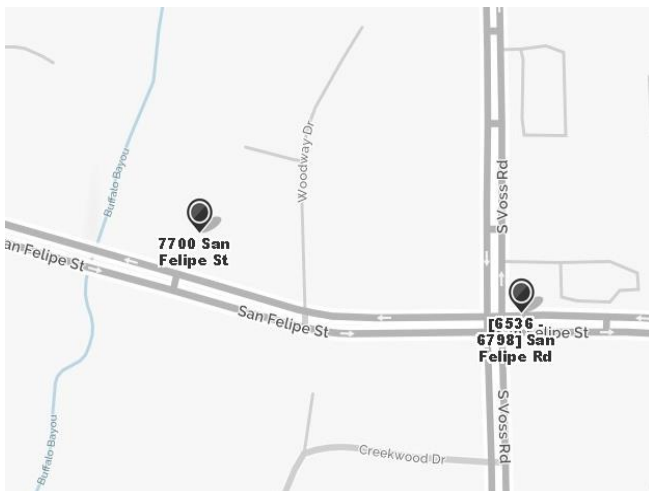 Woodway Dr
S Voss Rd
Buffalo Bayou
7700 San
Felipe St
an Felipe St
San Felipe St
[6536 -
6798] San
Felipe Rd
elipe St
S Voss Rd
Creekwood Dr
Buffalo Bayou